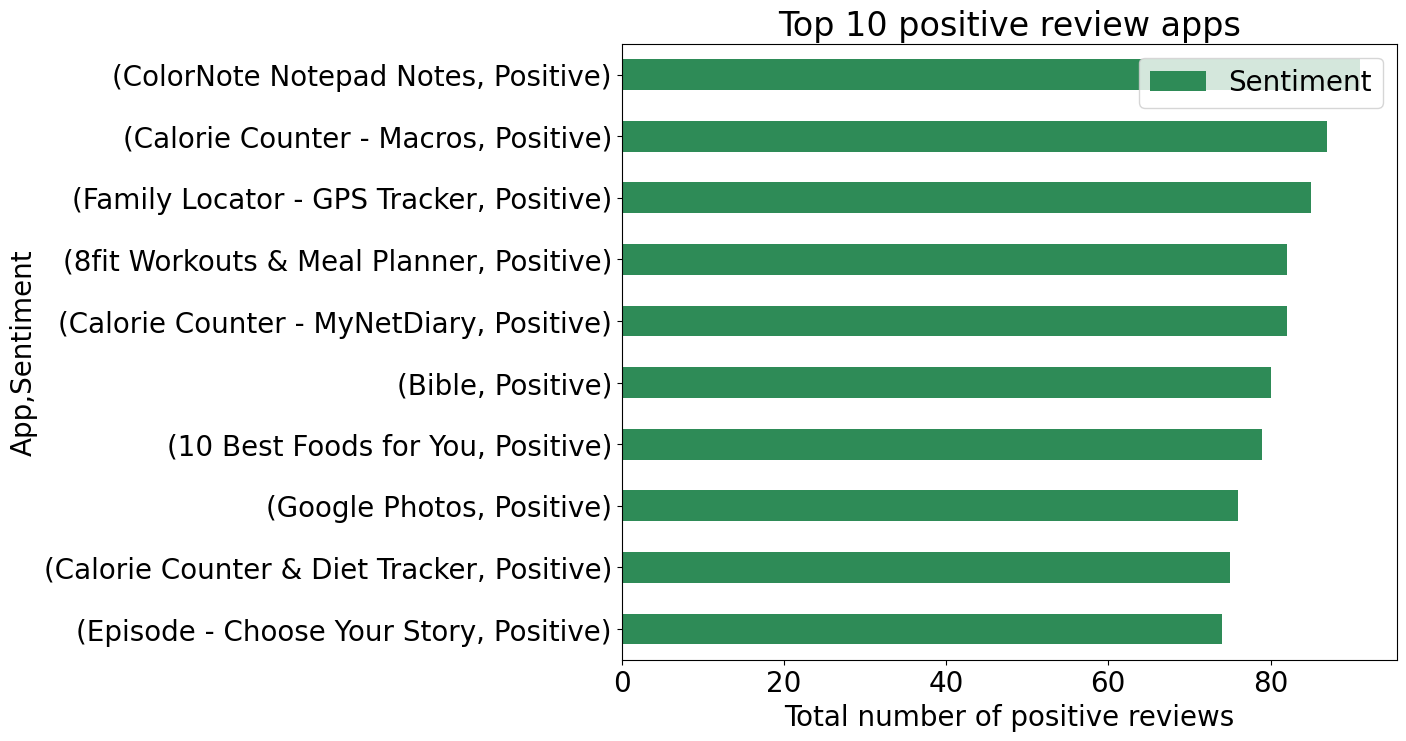 Top 10 positive review apps
Sentiment
(ColorNote Notepad Notes, Positive)
(Calorie Counter - Macros, Positive)
(Family Locator - GPS Tracker, Positive)
(8fit Workouts & Meal Planner, Positive)
(Calorie Counter - MyNetDiary, Positive)
(Bible, Positive)
(10 Best Foods for You, Positive)
(Google Photos, Positive)
(Calorie Counter & Diet Tracker, Positive)
(Episode - Choose Your Story, Positive)
App,Sentiment
0 20 40 60 80
Total number of positive reviews